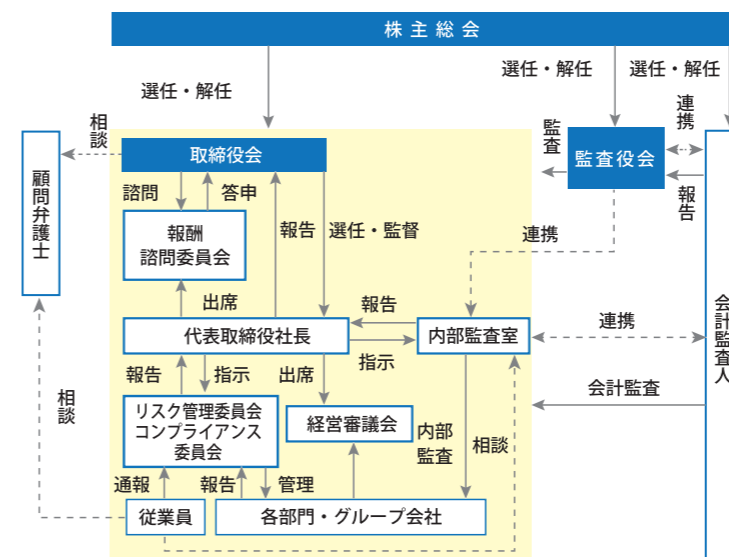 株主総会
選任・解任
選任・解任
選任・解任
相談
取締役会
監査
監査役会
連携
報告
顧問弁護士
諮問
答申
報告
選任・監督
連携
報酬
諮問委員会
出席
報告
代表取締役社長
内部監査室
連携
会計監査人
指示
報告
指示
出席
会計監査
相談
リスク管理委員会
コンプライアンス
委員会
経営審議会
内部
監査
相談
通報
報告
管理
従業員
各部門・グループ会社